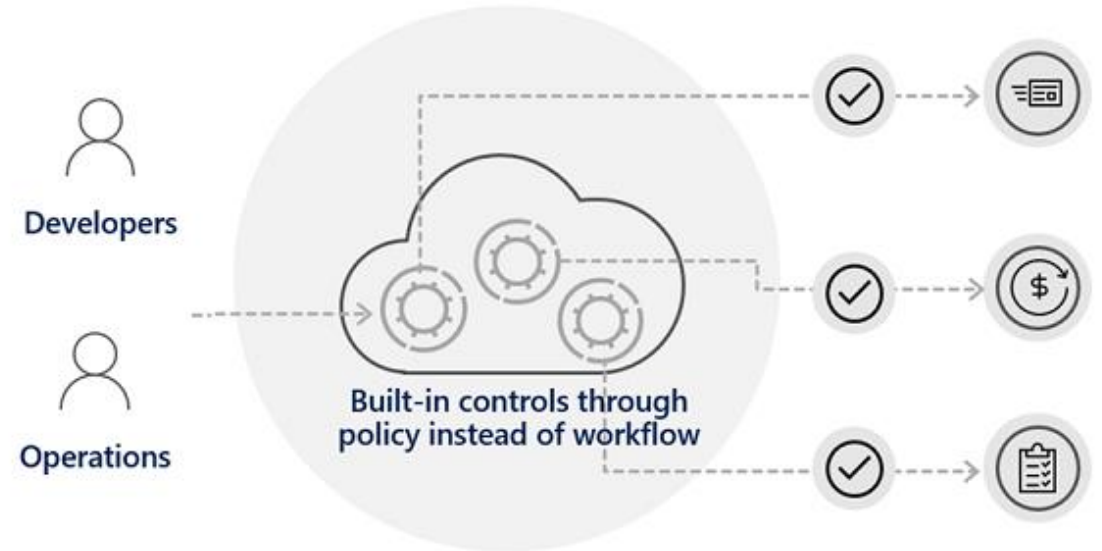 Developers
Operations
Built-in controls through
policy instead of workflow
$